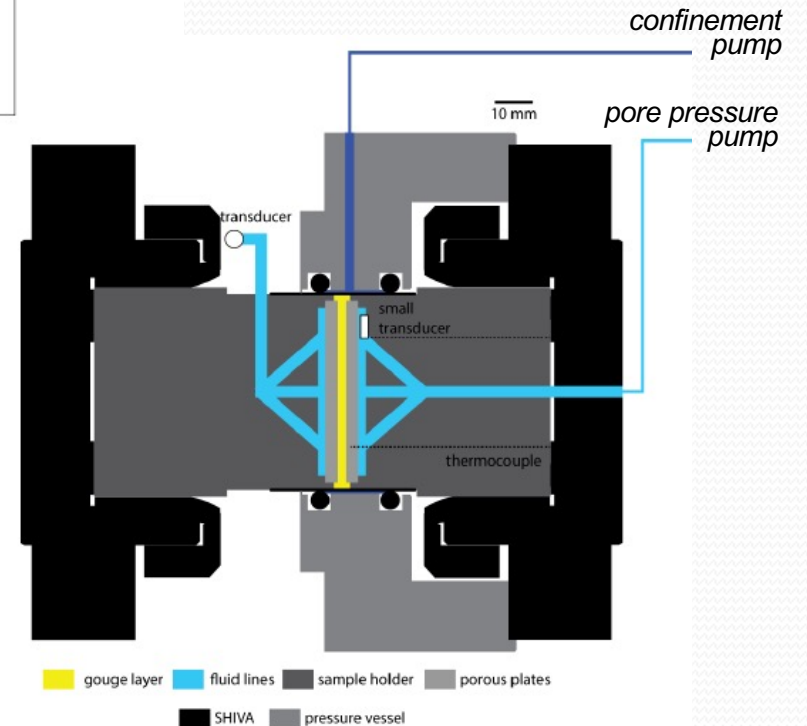 confinement
pump
10 mm
pore pressure
pump
transducer
small
transducer
thermocouple
gouge layer fluid lines sample holder porous plates
SHIVA pressure vessel